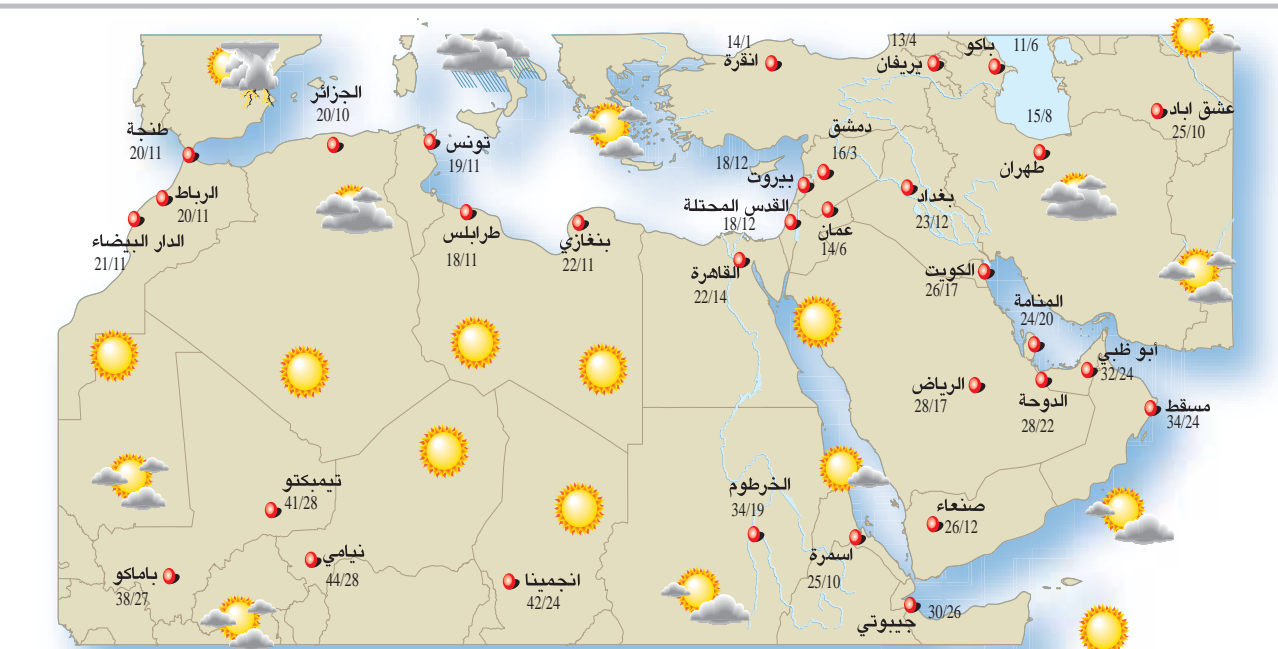 14/1
انقرة
13/4
يريفان
باكو
11/6
عشق اباد
25/10
15/8
طهران
الجزائر
20/10
طنجة
20/11
تونس
19/11
دمشق
16/3
18/12
بيروت
بغداد
23/12
الرباط
20/11
الدار البيضاء
21/11
طرابلس
18/11
بنغازي
22/11
القدس المحتلة
18/12
عمان
14/6
القاهرة
22/14
الكويت
26/17
المنامة
24/20
أبو ظبي
32/24
الرياض
28/17
الدوحة
28/22
مسقط
34/24
تيمبكتو
41/28
الخرطوم
34/19
صنعاء
26/12
اسمرة
25/10
نيامي
44/28
باماكو
38/27
انجمينا
42/24
30/26
جيبوتي